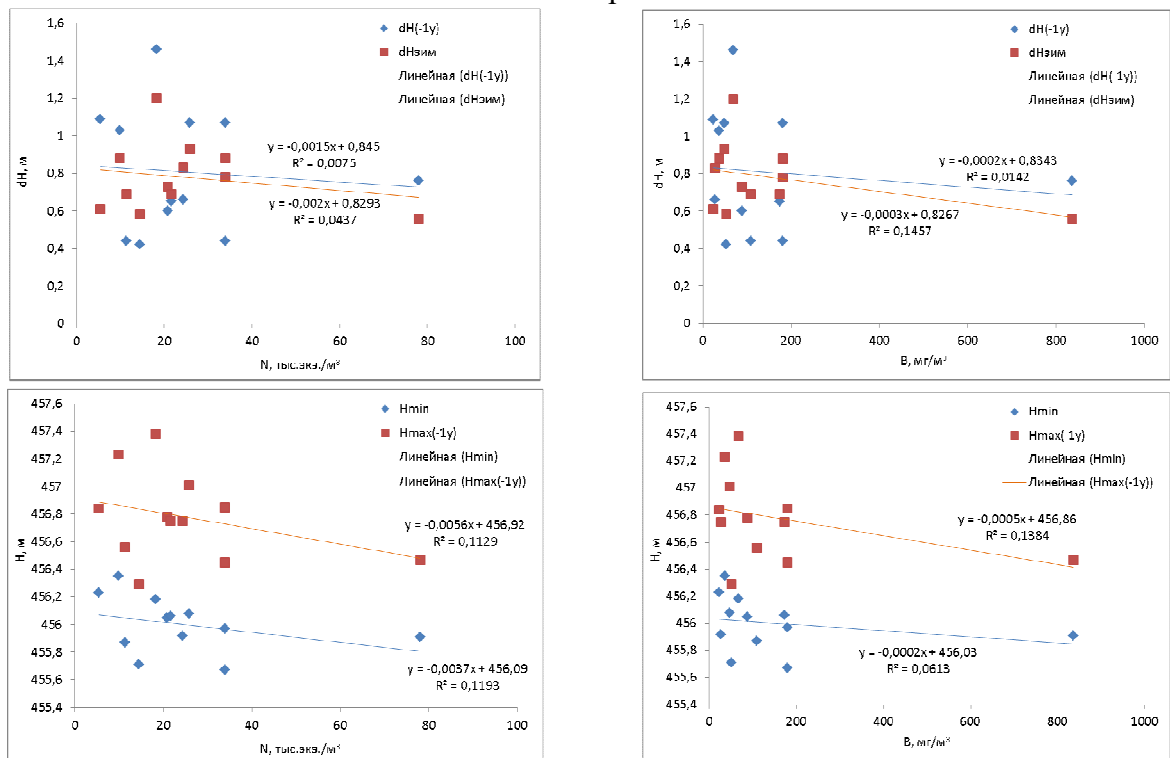 1,6
1,4
1,2
1
0,8
0,6
0,4
0,2
0
dH, м
dH(-1y)
dHзим
Линейная (dH(-1y))
Линейная (dHзим)
y = -0,0015x + 0,845
R² = 0,0075
y = -0,002x + 0,8293
R² = 0,0437
0 20 40 60 80 100
N, тыс.экз./м³
1,6
1,4
1,2
1
0,8
0,6
0,4
0,2
0
dH, м
dH(-1y)
dHзим
Линейная (dH(-1y))
Линейная (dHзим)
y = -0,0002x + 0,8343
R² = 0,0142
y = -0,0003x + 0,8267
R² = 0,1457
0 200 400 600 800 1000
B, мг/м³
457,6
457,4
457,2
457
456,8
456,6
456,4
456,2
456
455,8
455,6
455,4
H, м
Hmin
Hmax(-1y)
Линейная (Hmin)
Линейная (Hmax(-1y))
y = -0,0056x + 456,92
R² = 0,1129
y = -0,0037x + 456,09
R² = 0,1193
0 20 40 60 80 100
N, тыс.экз./м³
457,6
457,4
457,2
457
456,8
456,6
456,4
456,2
456
455,8
455,6
455,4
H, м
Hmin
Hmax(-1y)
Линейная (Hmin)
Линейная (Hmax(-1y))
y = -0,0005x + 456,86
R² = 0,1384
y = -0,0002x + 456,03
R² = 0,0613
0 200 400 600 800 1000
B, мг/м³